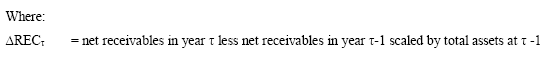 Where:
ΔRECτ = net receivables in year τ less net receivables in year τ-1 scaled by total assets at τ -1